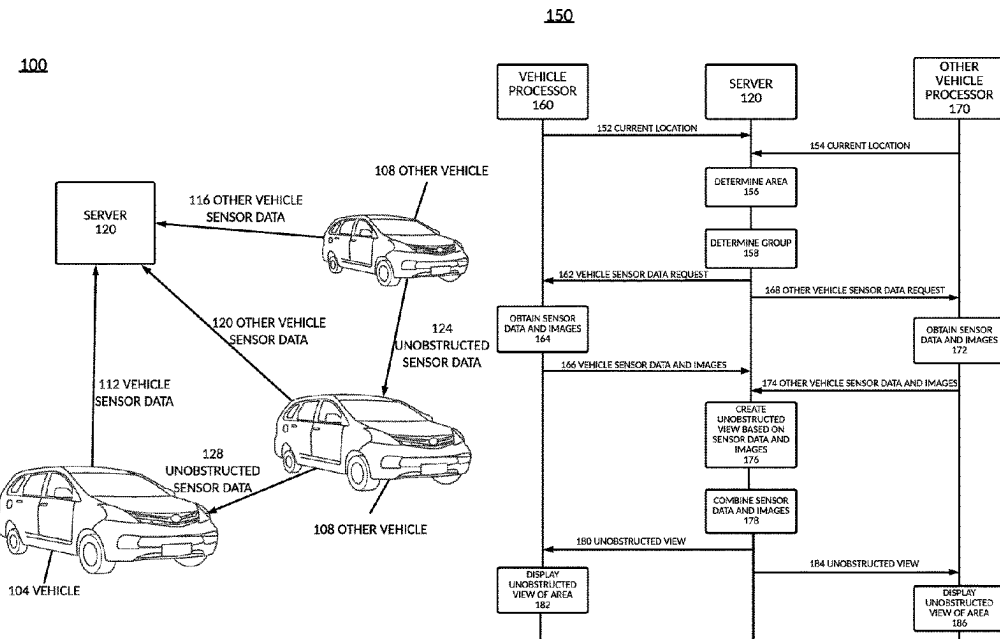 100
SERVER
120
116 OTHER VEHICLE
SENSOR DATA
108 OTHER VEHICLE
120 OTHER VEHICLE
SENSOR DATA
124
UNOBSTRUCTED
SENSOR DATA
112 VEHICLE
SENSOR DATA
128
UNOBSTRUCTED
SENSOR DATA
108 OTHER VEHICLE
104 VEHICLE
150
VEHICLE
PROCESSOR
160
SERVER
120
OTHER
VEHICLE
PROCESSOR
170
152 CURRENT LOCATION
154 CURRENT LOCATION
DETERMINE AREA
156
DETERMINE GROUP
158
162 VEHICLE SENSOR DATA REQUEST
168 OTHER VEHICLE SENSOR DATA REQUEST
OBTAIN SENSOR
DATA AND IMAGES
164
OBTAIN SENSOR
DATA AND IMAGES
172
166 VEHICLE SENSOR DATA AND IMAGES
174 OTHER VEHICLE SENSOR DATA AND IMAGES
CREATE
UNOBSTRUCTED
VIEW BASED ON
SENSOR DATA AND
IMAGES
176
COMBINE SENSOR
DATA AND IMAGES
178
180 UNOBSTRUCTED VIEW
184 UNOBSTRUCTED VIEW
DISPLAY
UNOBSTRUCTED
VIEW OF AREA
182
DISPLAY
UNOBSTRUCTED
VIEW OF AREA
186